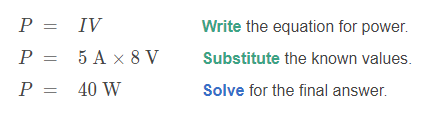 P = IV Write the equation for power.
P = 5 A × 8 V Substitute the known values.
P = 40 W Solve for the final answer.